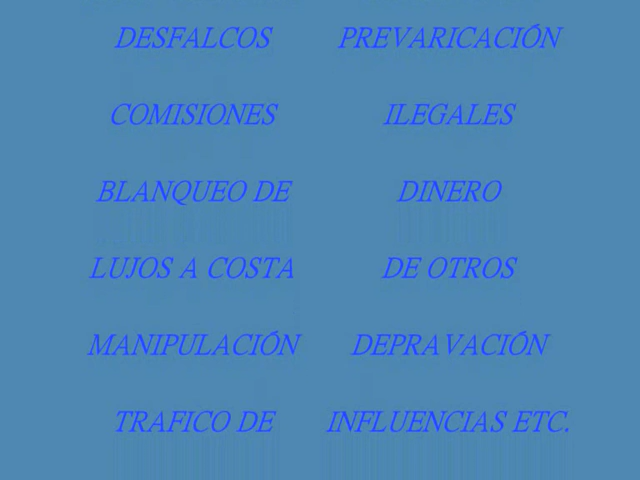 DESFALCOS PREVARICACIÓN
COMISIONES ILEGALES
BLANQUEO DE DINERO
LUJOS A COSTA DE OTROS
MANIPULACIÓN DEPRAVACIÓN
TRAFICO DE INFLUENCIAS ETC.